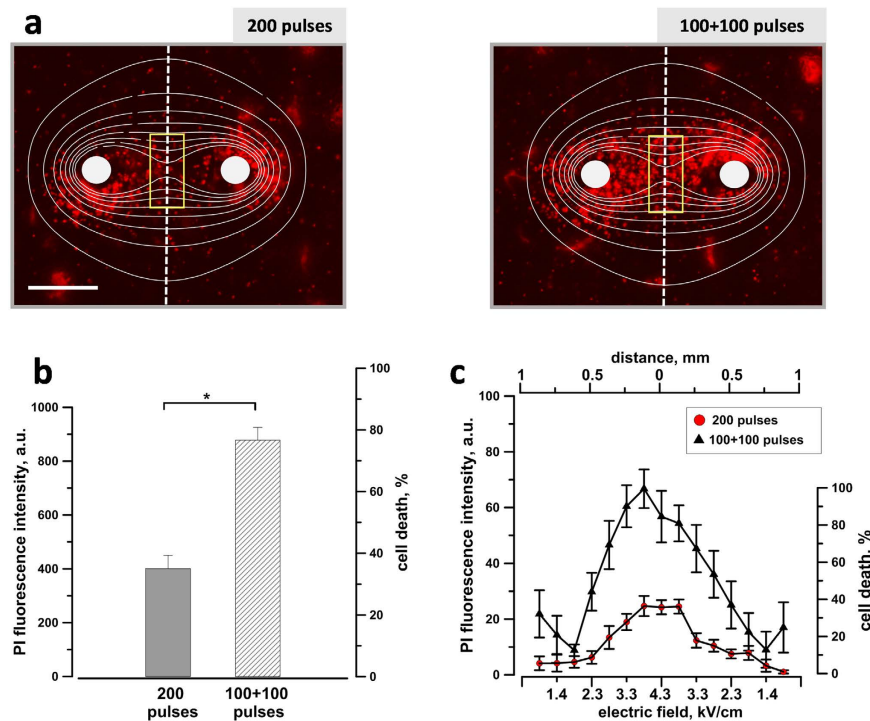 a
200 pulses
100+100 pulses
b
PI fluorescence intensity, a.u.
1000
800
600
400
200
0
*
200
pulses
100+100
pulses
100
80
60
40
20
0
cell death, %
c
distance, mm
1 0.5 0 0.5 1
PI fluorescence intensity, a.u.
100
80
60
40
20
0
200 pulses
100+100 pulses
100
80
60
40
20
0
cell death, %
1.4 2.3 3.3 4.3 3.3 2.3 1.4
electric field, kV/cm